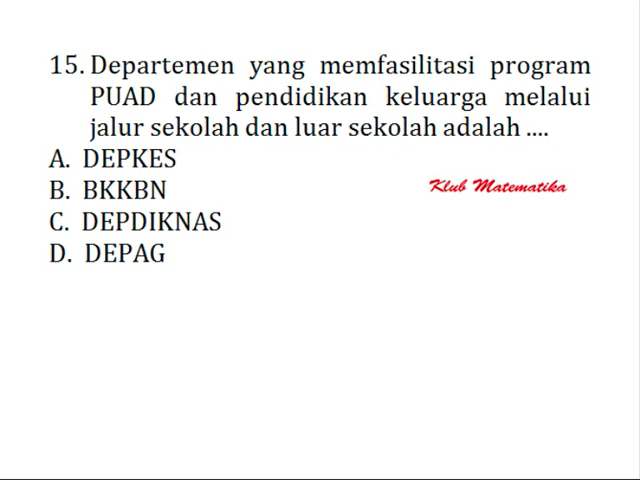 15. Departemen yang memfasilitasi program
PUAD dan pendidikan keluarga melalui
jalur sekolah dan luar sekolah adalah ....
A. DEPKES
B. BKKBN
Klub Matematika
C. DEPDIKNAS
D. DEPAG